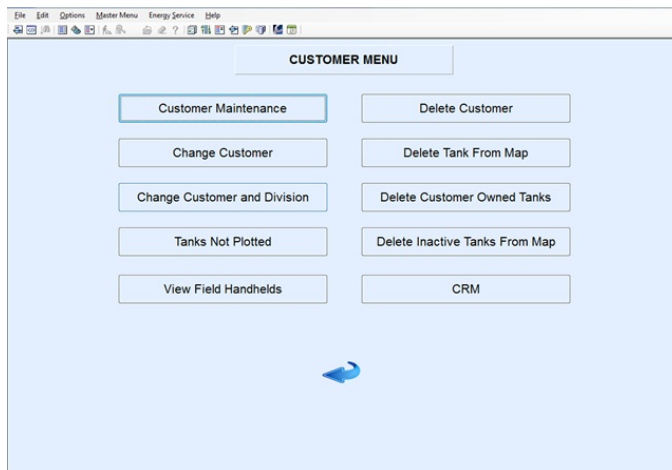 File Edit Options Master Menu Energy Service Help
CUSTOMER MENU
Customer Maintenance
Delete Customer
Change Customer
Delete Tank From Map
Change Customer and Division
Delete Customer Owned Tanks
Tanks Not Plotted
Delete Inactive Tanks From Map
View Field Handhelds
CRM